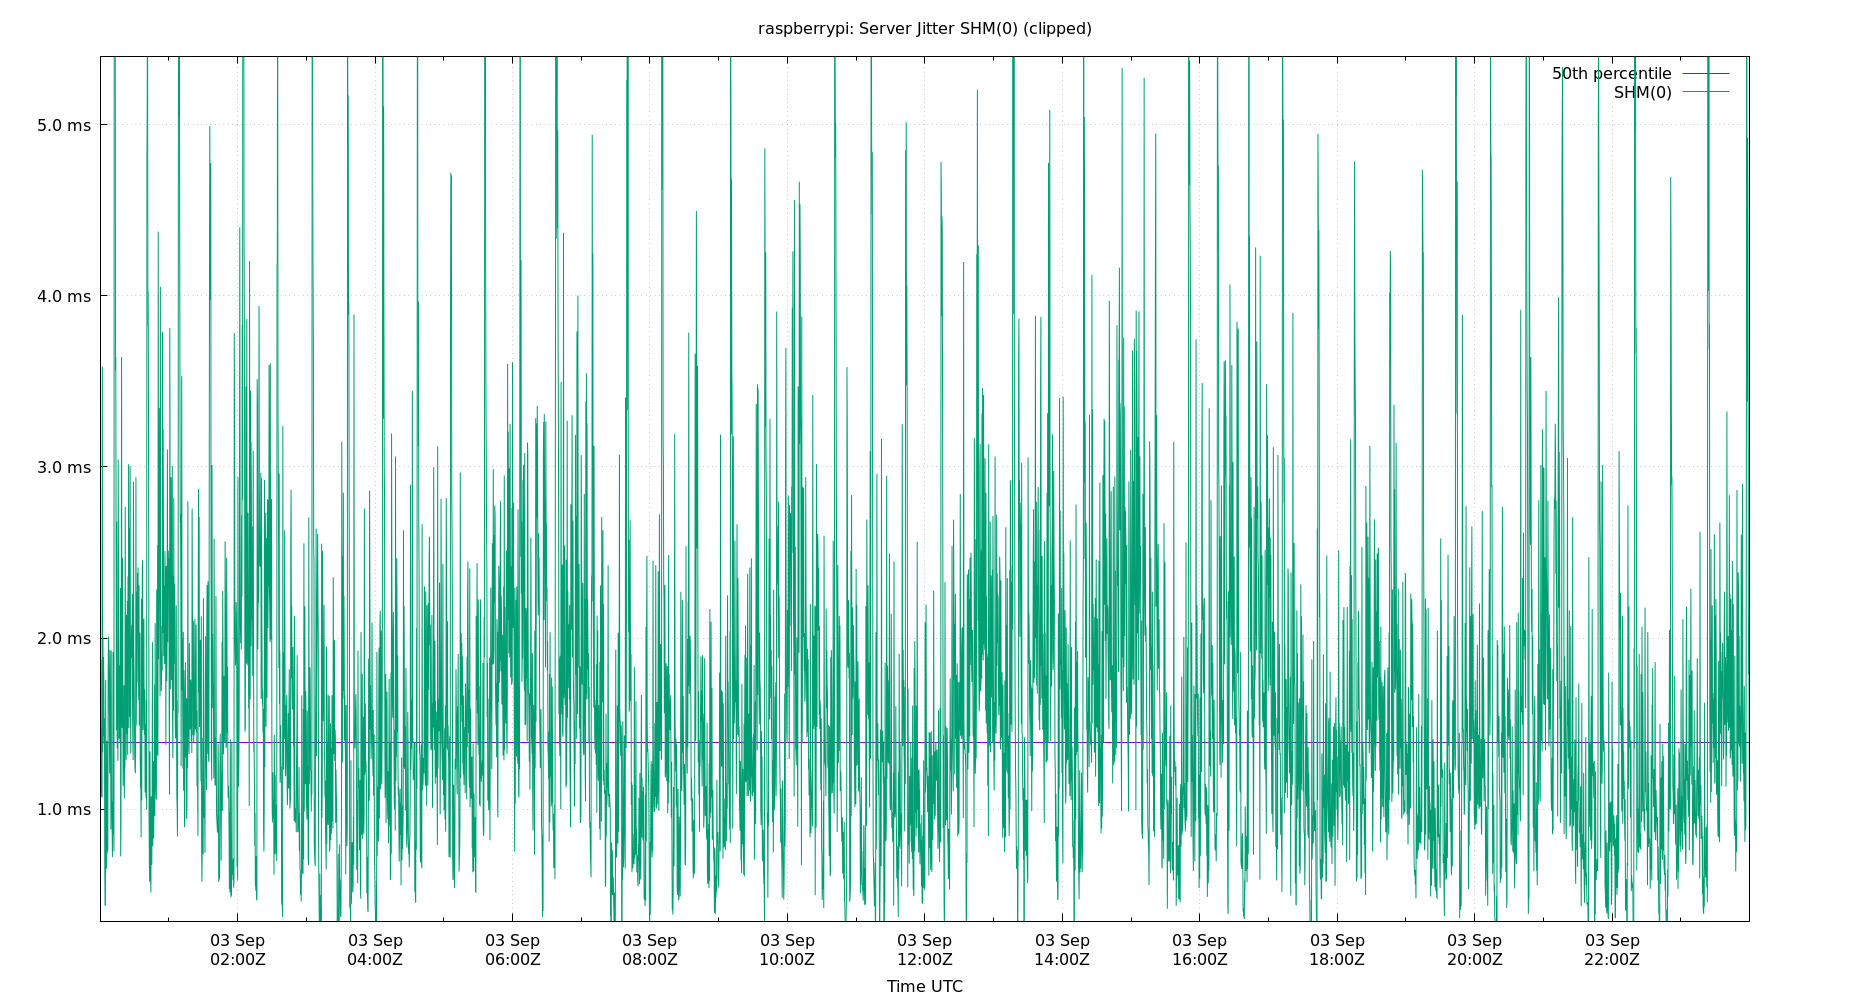 raspberrypi: Server Jitter SHM(0) (clipped)
50th percentile
SHM(0)
5.0 ms
4.0 ms
3.0 ms
2.0 ms
1.0 ms
03 Sep 03 Sep 03 Sep 03 Sep 03 Sep 03 Sep 03 Sep 03 Sep 03 Sep 03 Sep 03 Sep
02:00Z 04:00Z 06:00Z 08:00Z 10:00Z 12:00Z 14:00Z 16:00Z 18:00Z 20:00Z 22:00Z
Time UTC